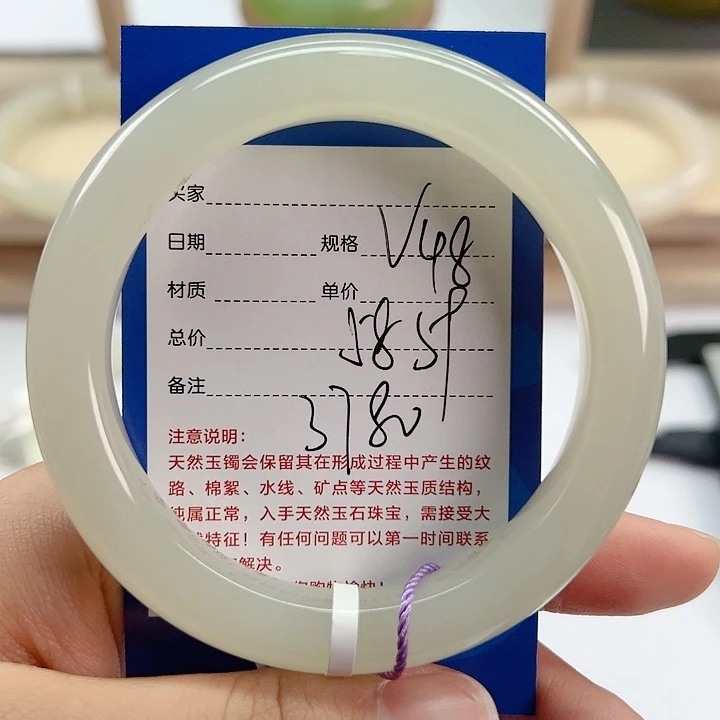 买家
日期 规格 V48
材质 单价
总价 58.5
备注 3780
注意说明：
天然玉镯会保留其在形成过程中产生的纹
路、棉絮、水线、矿点等天然玉质结构，
纯属正常，入手天然玉石珠宝，需接受大
特征！有任何问题可以第一时间联系
解决。